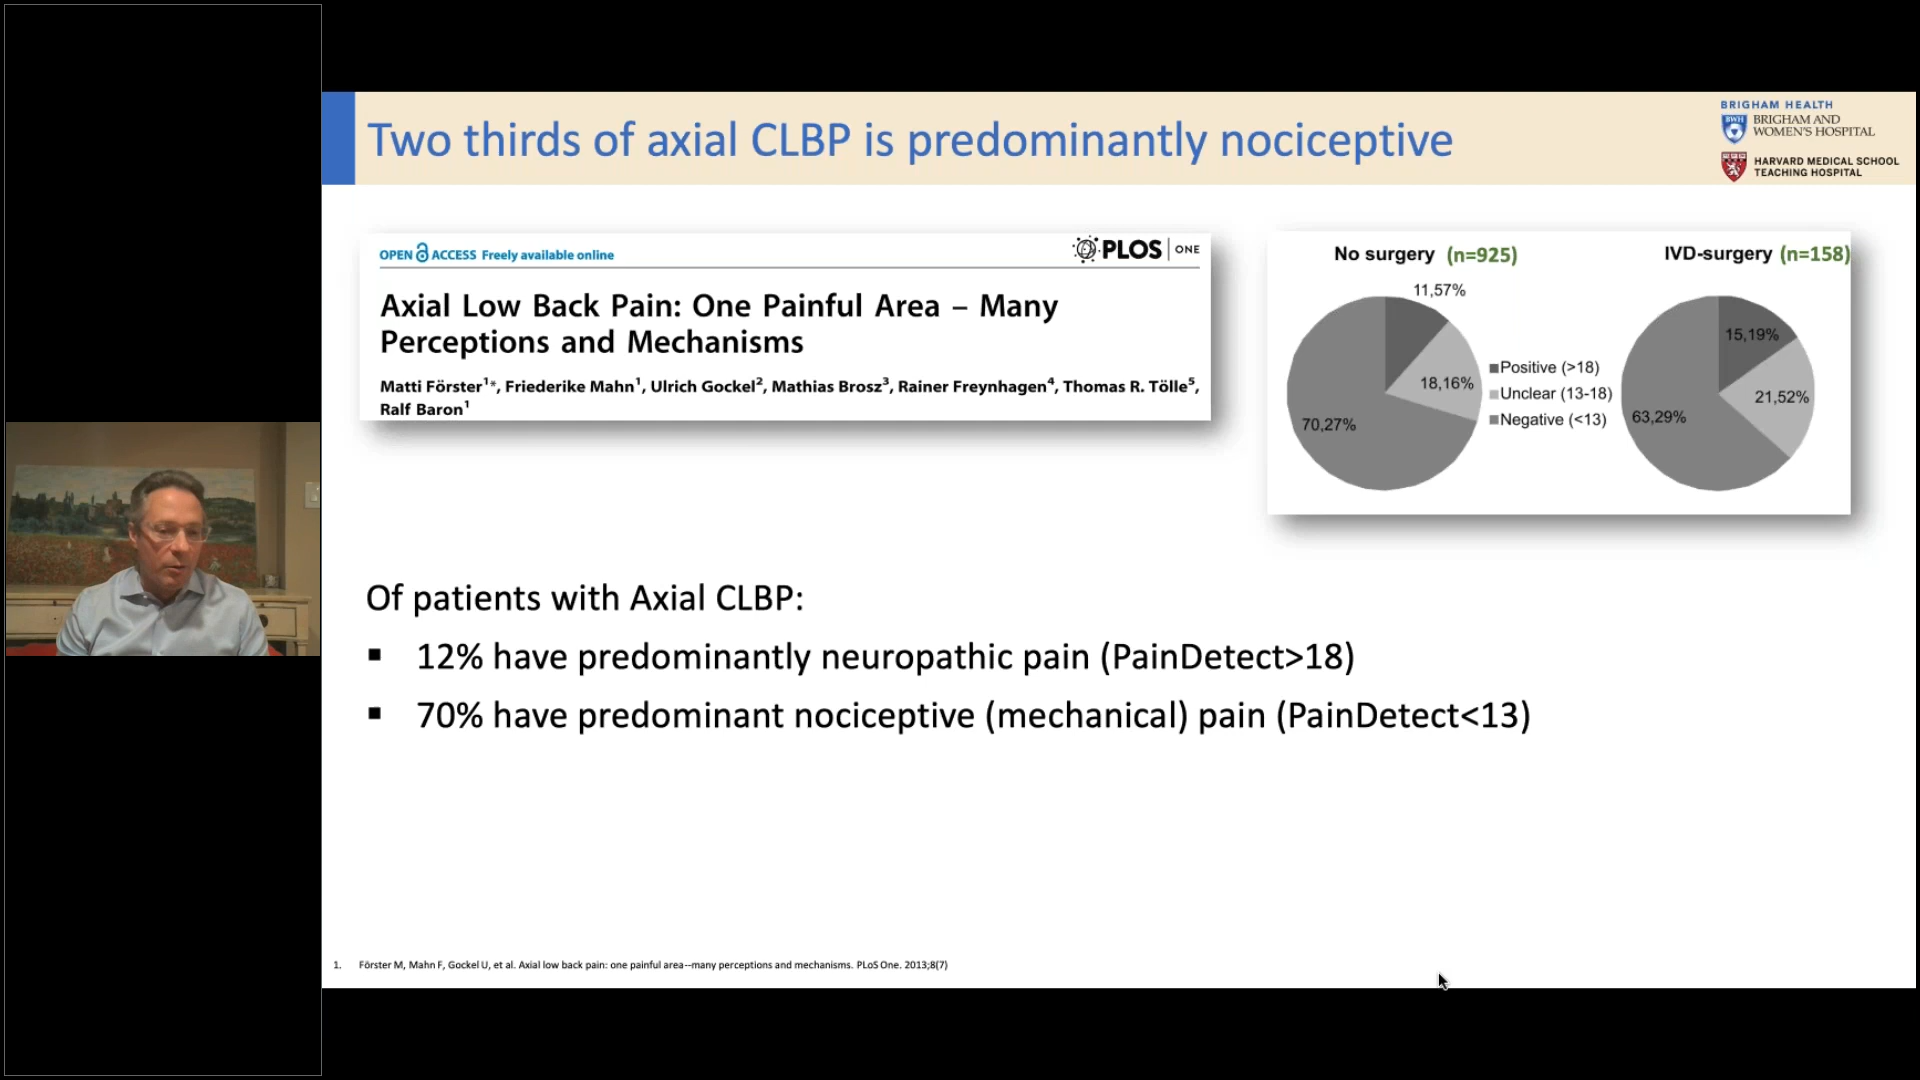 Two thirds of axial CLBP is predominantly nociceptive
BRIGHAM HEALTH
BWH
BRIGHAM AND
WOMEN'S HOSPITAL
HARVARD MEDICAL SCHOOL
TEACHING HOSPITAL
OPEN ACCESS Freely available online
PLOS ONE
Axial Low Back Pain: One Painful Area – Many
Perceptions and Mechanisms
Matti Förster1*, Friederike Mahn1, Ulrich Gockel2, Mathias Brosz3, Rainer Freynhagen4, Thomas R. Tölle5,
Ralf Baron1
No surgery (n=925)
11,57%
18,16%
70,27%
Positive (>18)
Unclear (13-18)
Negative (<13)
IVD-surgery (n=158)
15,19%
21,52%
63,29%
Of patients with Axial CLBP:
▪ 12% have predominantly neuropathic pain (PainDetect>18)
▪ 70% have predominant nociceptive (mechanical) pain (PainDetect<13)
1. Förster M, Mahn F, Gockel U, et al. Axial low back pain: one painful area--many perceptions and mechanisms. PLoS One. 2013;8(7)